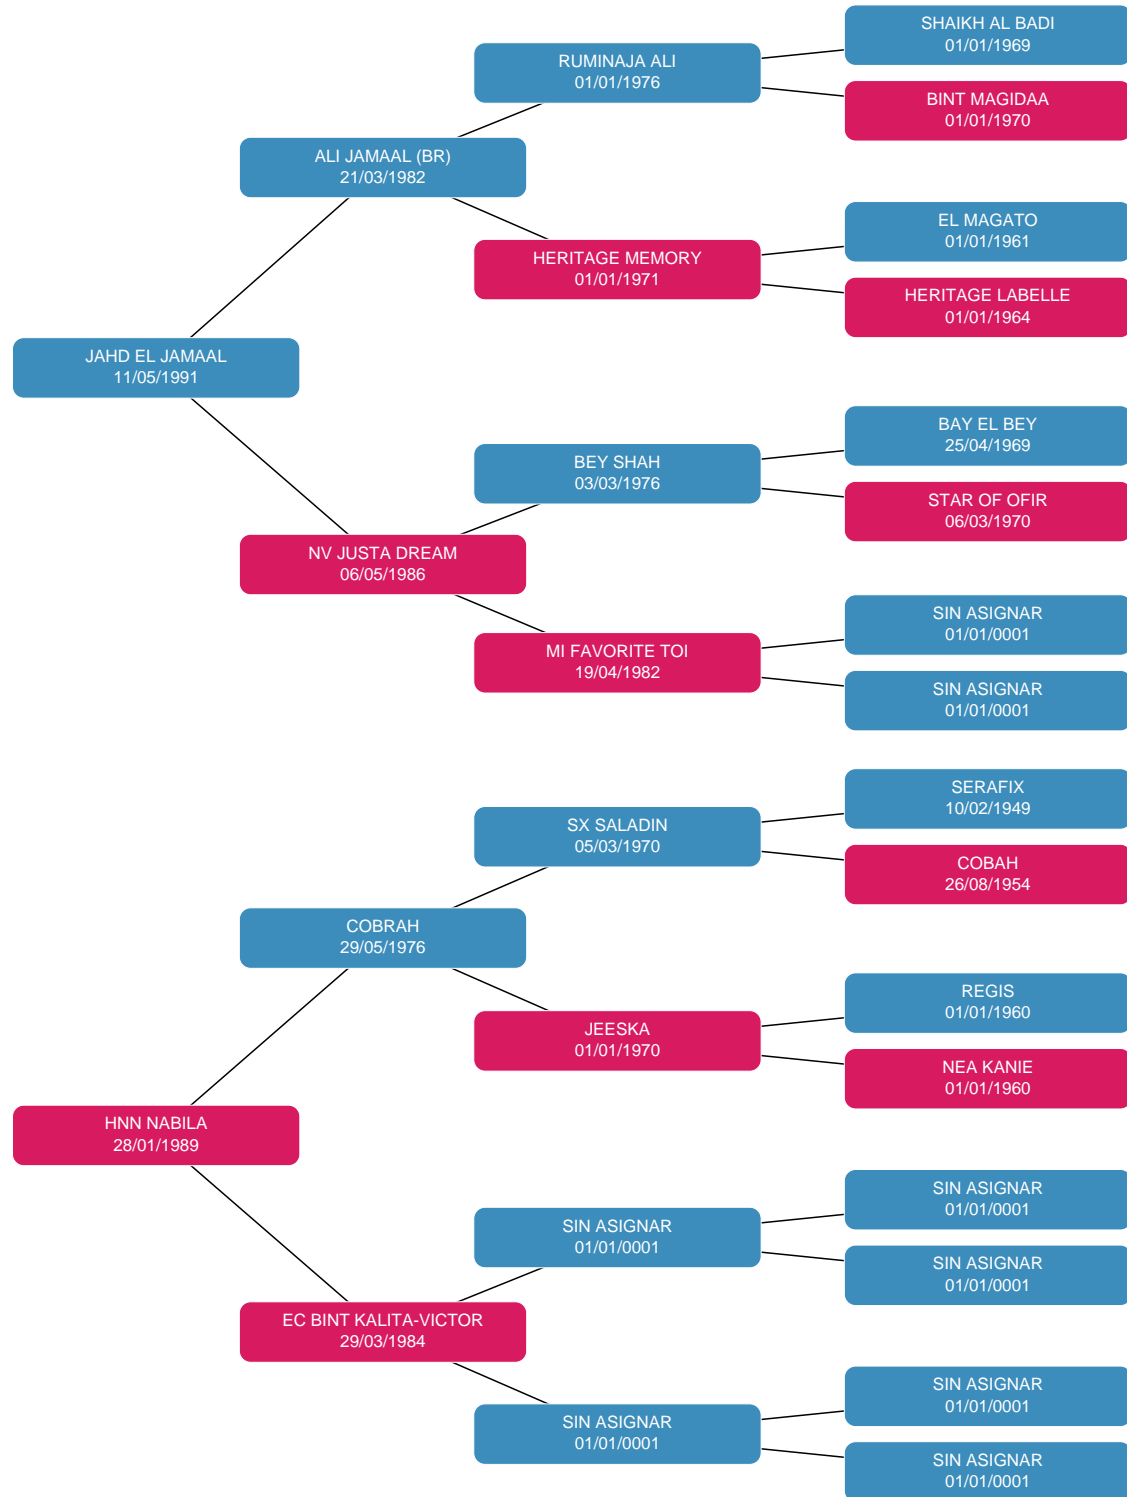 SHAIKH AL BADI
01/01/1969
RUMINAJA ALI
01/01/1976
BINT MAGIDAA
01/01/1970
ALI JAMAAL (BR)
21/03/1982
EL MAGATO
01/01/1961
HERITAGE MEMORY
01/01/1971
HERITAGE LABELLE
01/01/1964
JAHD EL JAMAAL
11/05/1991
BAY EL BEY
25/04/1969
BEY SHAH
03/03/1976
STAR OF OFIR
06/03/1970
NV JUSTA DREAM
06/05/1986
SIN ASIGNAR
01/01/0001
MI FAVORITE TOI
19/04/1982
SIN ASIGNAR
01/01/0001
SERAFIX
10/02/1949
SX SALADIN
05/03/1970
COBAH
26/08/1954
COBRAH
29/05/1976
REGIS
01/01/1960
JEESKA
01/01/1970
NEA KANIE
01/01/1960
HNN NABILA
28/01/1989
SIN ASIGNAR
01/01/0001
SIN ASIGNAR
01/01/0001
SIN ASIGNAR
01/01/0001
EC BINT KALITA-VICTOR
29/03/1984
SIN ASIGNAR
01/01/0001
SIN ASIGNAR
01/01/0001
SIN ASIGNAR
01/01/0001